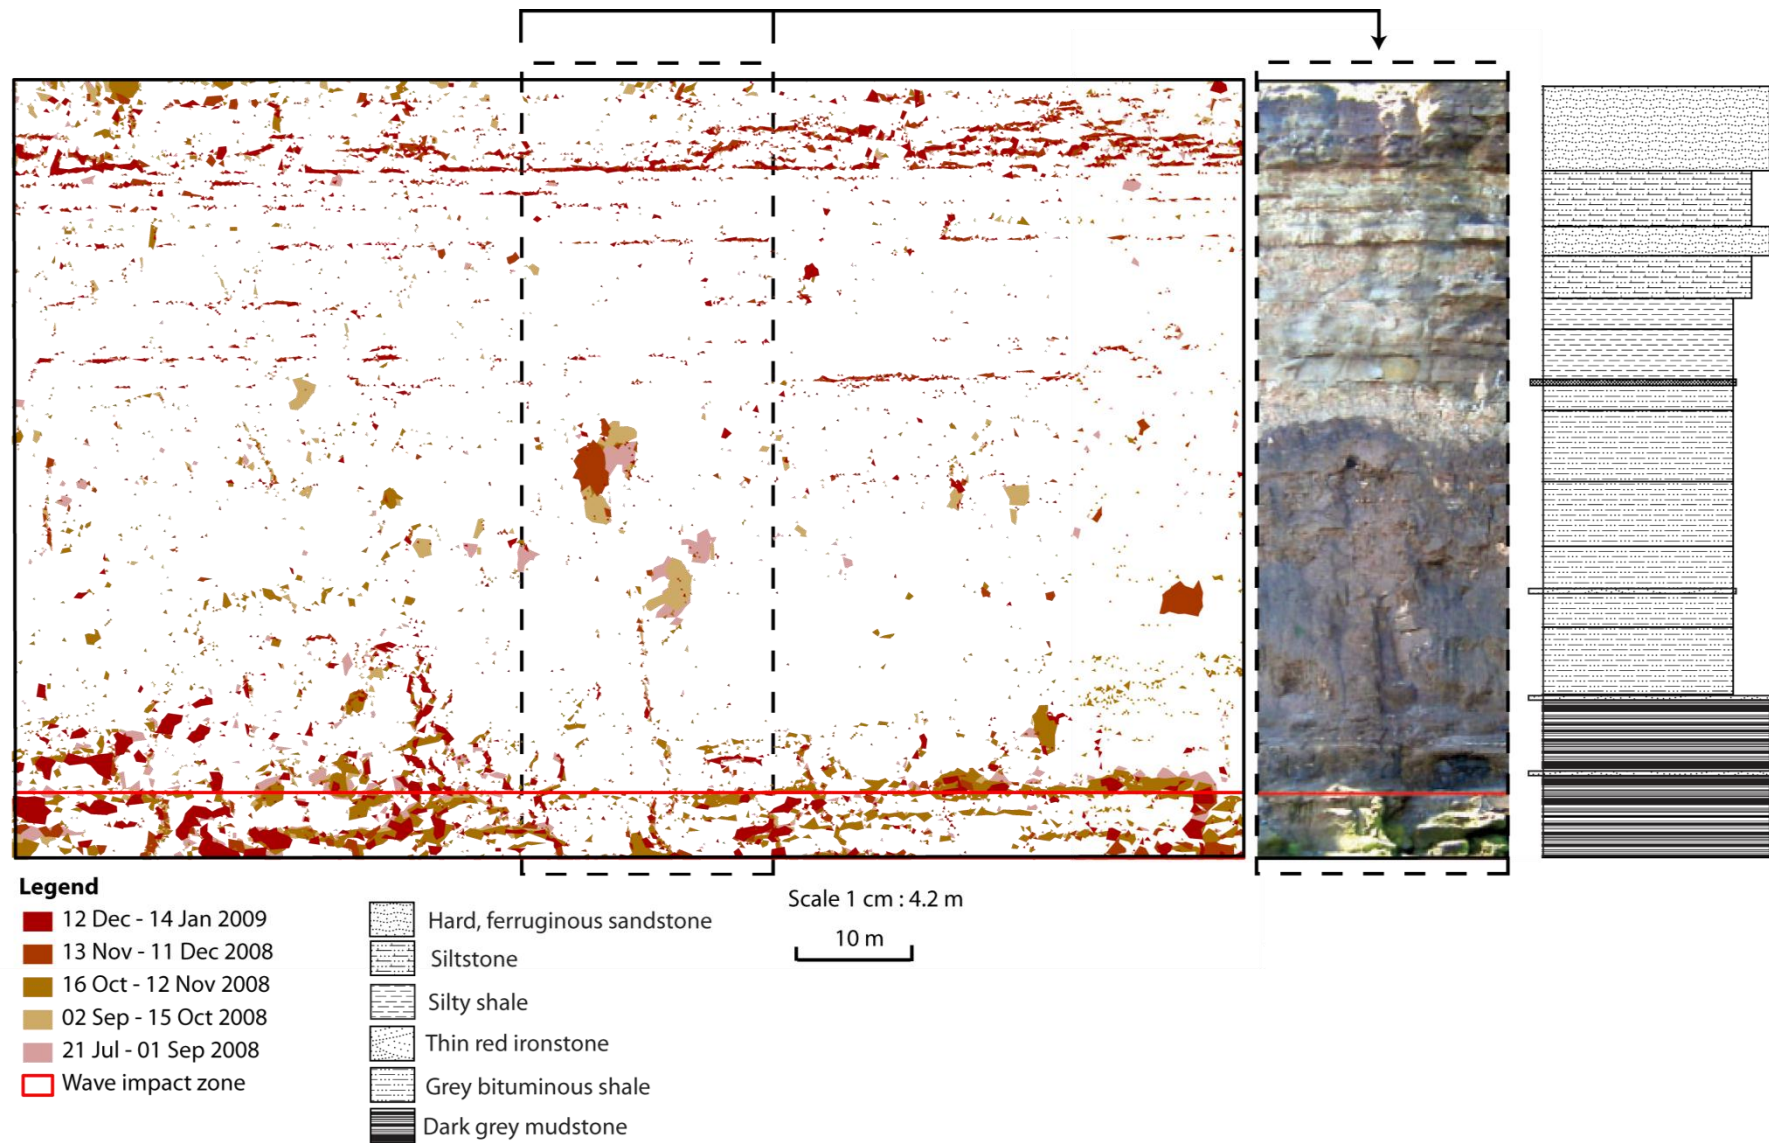 Legend
12 Dec - 14 Jan 2009
13 Nov - 11 Dec 2008
16 Oct - 12 Nov 2008
02 Sep - 15 Oct 2008
21 Jul - 01 Sep 2008
Wave impact zone
Hard, ferruginous sandstone
Siltstone
Silty shale
Thin red ironstone
Grey bituminous shale
Dark grey mudstone
Scale 1 cm : 4.2 m
10 m